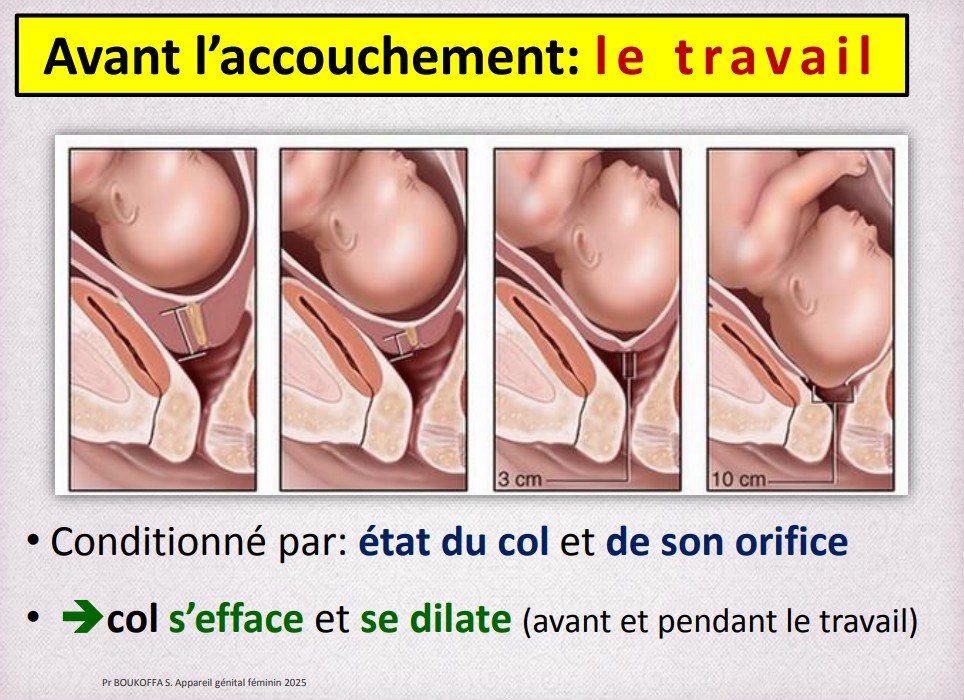 Avant l’accouchement: le travail
3 cm
10 cm
• Conditionné par: état du col et de son orifice
• ➔col s’efface et se dilate (avant et pendant le travail)
Pr BOUKOFFA S. Appareil génital féminin 2025